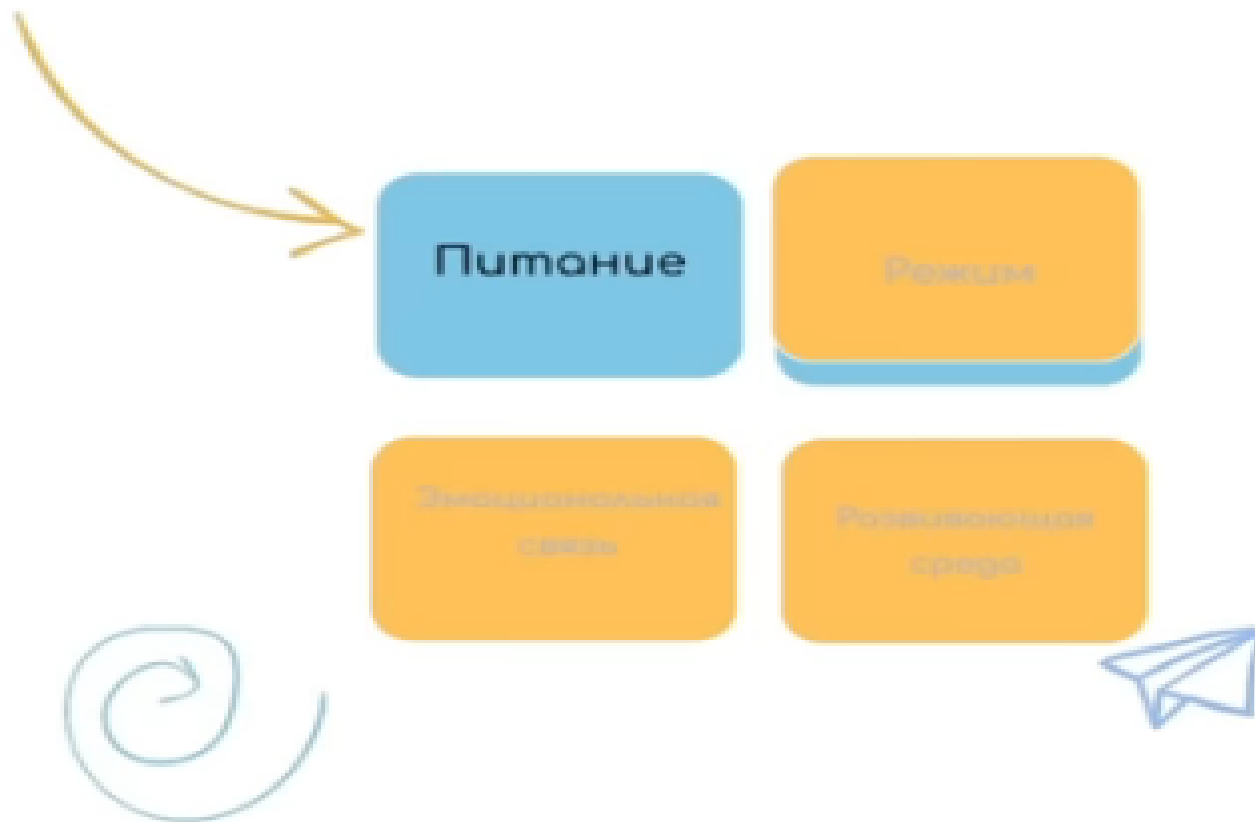 Питание
Режим
Эмоциональная
связь
Развивающая
среда